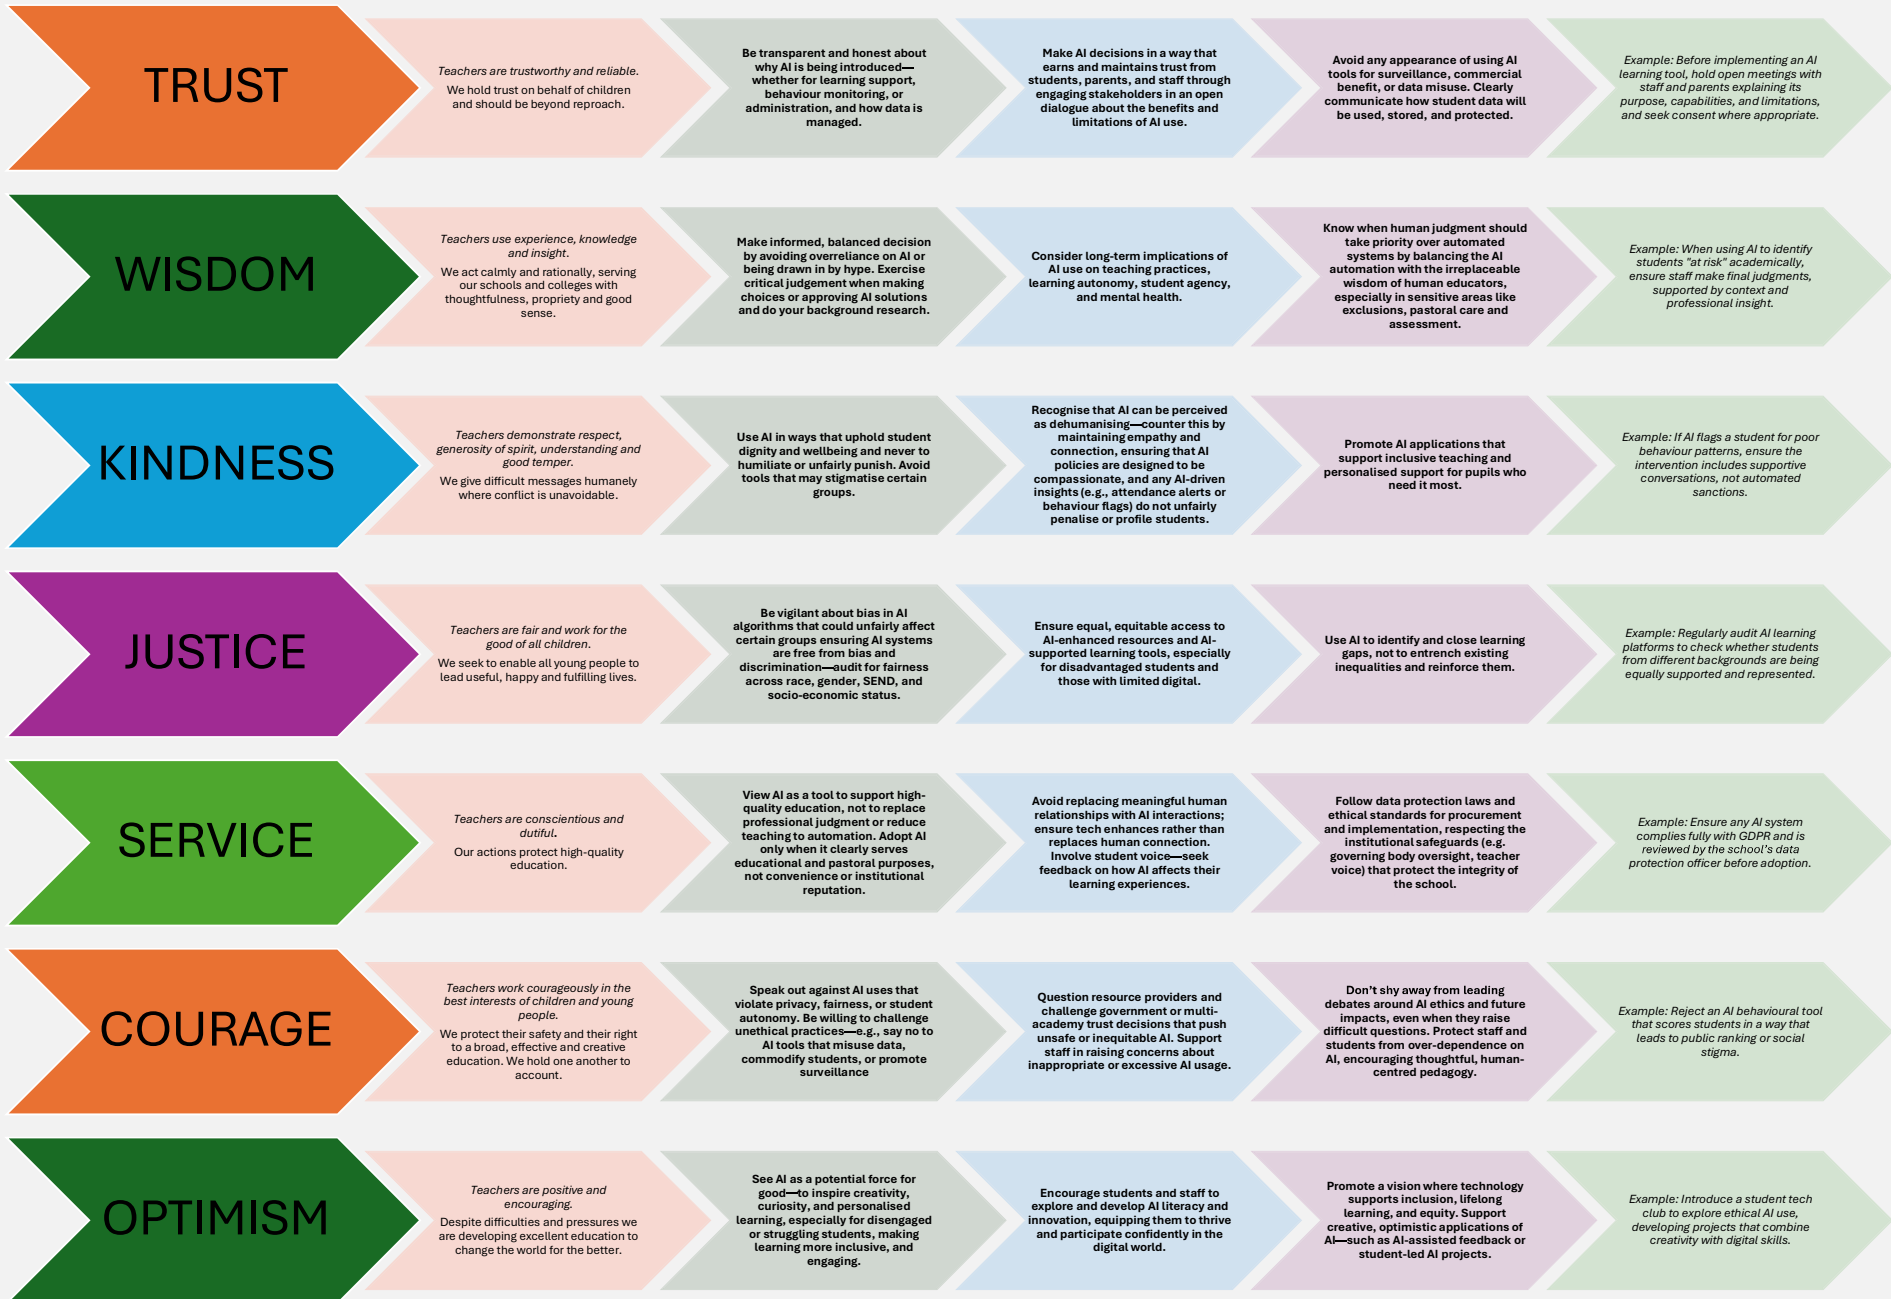 TRUST
Teachers are trustworthy and reliable.
We hold trust on behalf of children
and should be beyond reproach.
Be transparent and honest about
why AI is being introduced—
whether for learning support,
behaviour monitoring, or
administration, and how data is
managed.
Make AI decisions in a way that
earns and maintains trust from
students, parents, and staff through
engaging stakeholders in an open
dialogue about the benefits and
limitations of AI use.
Avoid any appearance of using AI
tools for surveillance, commercial
benefit, or data misuse. Clearly
communicate how student data will
be used, stored, and protected.
Example: Before implementing an AI
learning tool, hold open meetings with
staff and parents explaining its
purpose, capabilities, and limitations,
and seek consent where appropriate.
WISDOM
Teachers use experience, knowledge
and insight.
We act calmly and rationally, serving
our schools and colleges with
thoughtfulness, propriety and good
sense.
Make informed, balanced decision
by avoiding overreliance on AI or
being drawn in by hype. Exercise
critical judgement when making
choices or approving AI solutions
and do your background research.
Consider long-term implications of
AI use on teaching practices,
learning autonomy, student agency,
and mental health.
Know when human judgment should
take priority over automated
systems by balancing the AI
automation with the irreplaceable
wisdom of human educators,
especially in sensitive areas like
exclusions, pastoral care and
assessment.
Example: When using AI to identify
students "at risk" academically,
ensure staff make final judgments,
supported by context and
professional insight.
KINDNESS
Teachers demonstrate respect,
generosity of spirit, understanding and
good temper.
We give difficult messages humanely
where conflict is unavoidable.
Use AI in ways that uphold student
dignity and wellbeing and never to
humiliate or unfairly punish. Avoid
tools that may stigmatise certain
groups.
Recognise that AI can be perceived
as dehumanising—counter this by
maintaining empathy and
connection, ensuring that AI
policies are designed to be
compassionate, and any AI-driven
insights (e.g., attendance alerts or
behaviour flags) do not unfairly
penalise or profile students.
Promote AI applications that
support inclusive teaching and
personalised support for pupils who
need it most.
Example: If AI flags a student for poor
behaviour patterns, ensure the
intervention includes supportive
conversations, not automated
sanctions.
JUSTICE
Teachers are fair and work for the
good of all children.
We seek to enable all young people to
lead useful, happy and fulfilling lives.
Be vigilant about bias in AI
algorithms that could unfairly affect
certain groups ensuring AI systems
are free from bias and
discrimination—audit for fairness
across race, gender, SEND, and
socio-economic status.
Ensure equal, equitable access to
AI-enhanced resources and AI-
supported learning tools, especially
for disadvantaged students and
those with limited digital.
Use AI to identify and close learning
gaps, not to entrench existing
inequalities and reinforce them.
Example: Regularly audit AI learning
platforms to check whether students
from different backgrounds are being
equally supported and represented.
SERVICE
Teachers are conscientious and
dutiful.
Our actions protect high-quality
education.
View AI as a tool to support high-
quality education, not to replace
professional judgment or reduce
teaching to automation. Adopt AI
only when it clearly serves
educational and pastoral purposes,
not convenience or institutional
reputation.
Avoid replacing meaningful human
relationships with AI interactions;
ensure tech enhances rather than
replaces human connection.
Involve student voice—seek
feedback on how AI affects their
learning experiences.
Follow data protection laws and
ethical standards for procurement
and implementation, respecting the
institutional safeguards (e.g.
governing body oversight, teacher
voice) that protect the integrity of
the school.
Example: Ensure any AI system
complies fully with GDPR and is
reviewed by the school's data
protection officer before adoption.
COURAGE
Teachers work courageously in the
best interests of children and young
people.
We protect their safety and their right
to a broad, effective and creative
education. We hold one another to
account.
Speak out against AI uses that
violate privacy, fairness, or student
autonomy. Be willing to challenge
unethical practices—e.g., say no to
AI tools that misuse data,
commodify students, or promote
surveillance
Question resource providers and
challenge government or multi-
academy trust decisions that push
unsafe or inequitable AI. Support
staff in raising concerns about
inappropriate or excessive AI usage.
Don't shy away from leading
debates around AI ethics and future
impacts, even when they raise
difficult questions. Protect staff and
students from over-dependence on
AI, encouraging thoughtful, human-
centred pedagogy.
Example: Reject an AI behavioural tool
that scores students in a way that
leads to public ranking or social
stigma.
OPTIMISM
Teachers are positive and
encouraging.
Despite difficulties and pressures we
are developing excellent education to
change the world for the better.
See AI as a potential force for
good—to inspire creativity,
curiosity, and personalised
learning, especially for disengaged
or struggling students, making
learning more inclusive, and
engaging.
Encourage students and staff to
explore and develop AI literacy and
innovation, equipping them to thrive
and participate confidently in the
digital world.
Promote a vision where technology
supports inclusion, lifelong
learning, and equity. Support
creative, optimistic applications of
AI—such as AI-assisted feedback or
student-led AI projects.
Example: Introduce a student tech
club to explore ethical AI use,
developing projects that combine
creativity with digital skills.